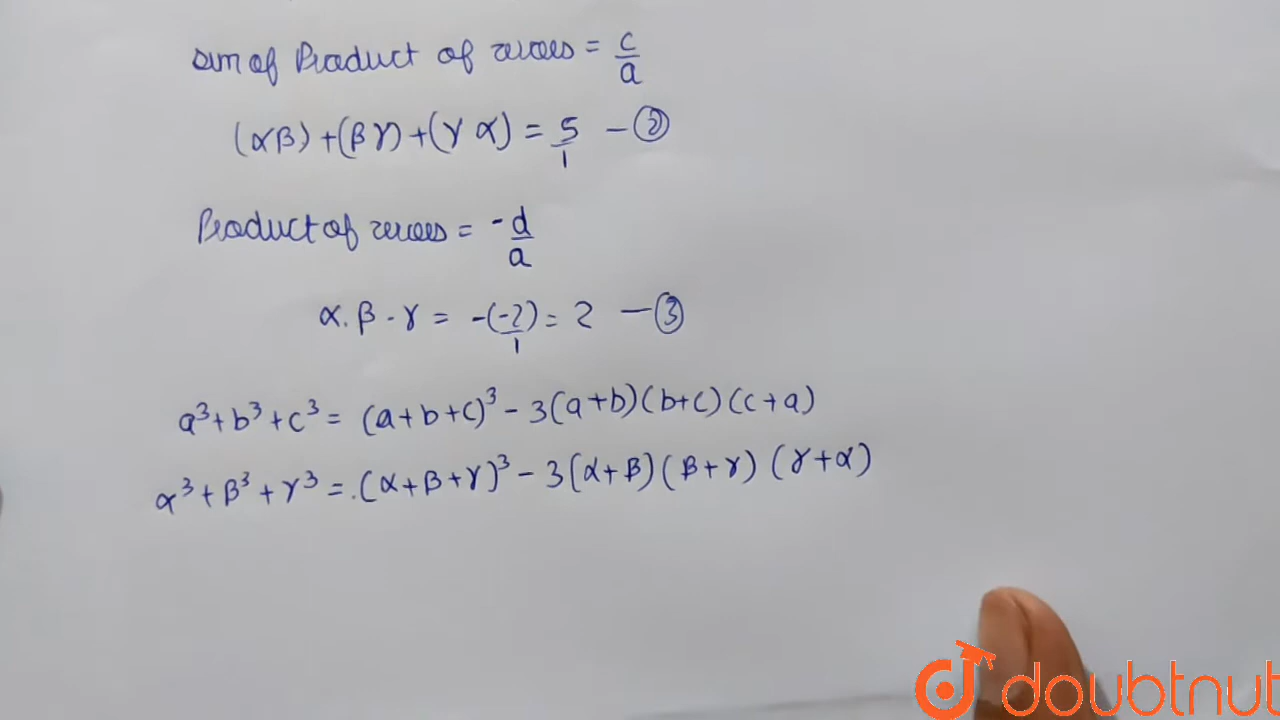 Sum of Product of zeroes = c/a
(αβ)+(βγ)+(γ α) = 5/1 – ②
Product of zeroes = -d/a
α.β.γ = -(-2)/1 = 2 — ③
a³+b³+c³ = (a+b+c)³ - 3(a+b)(b+c)(c+a)
α³+β³+γ³ = .(α+β+γ)³ - 3(α+β)(β+γ)(γ+α)
doubtnut